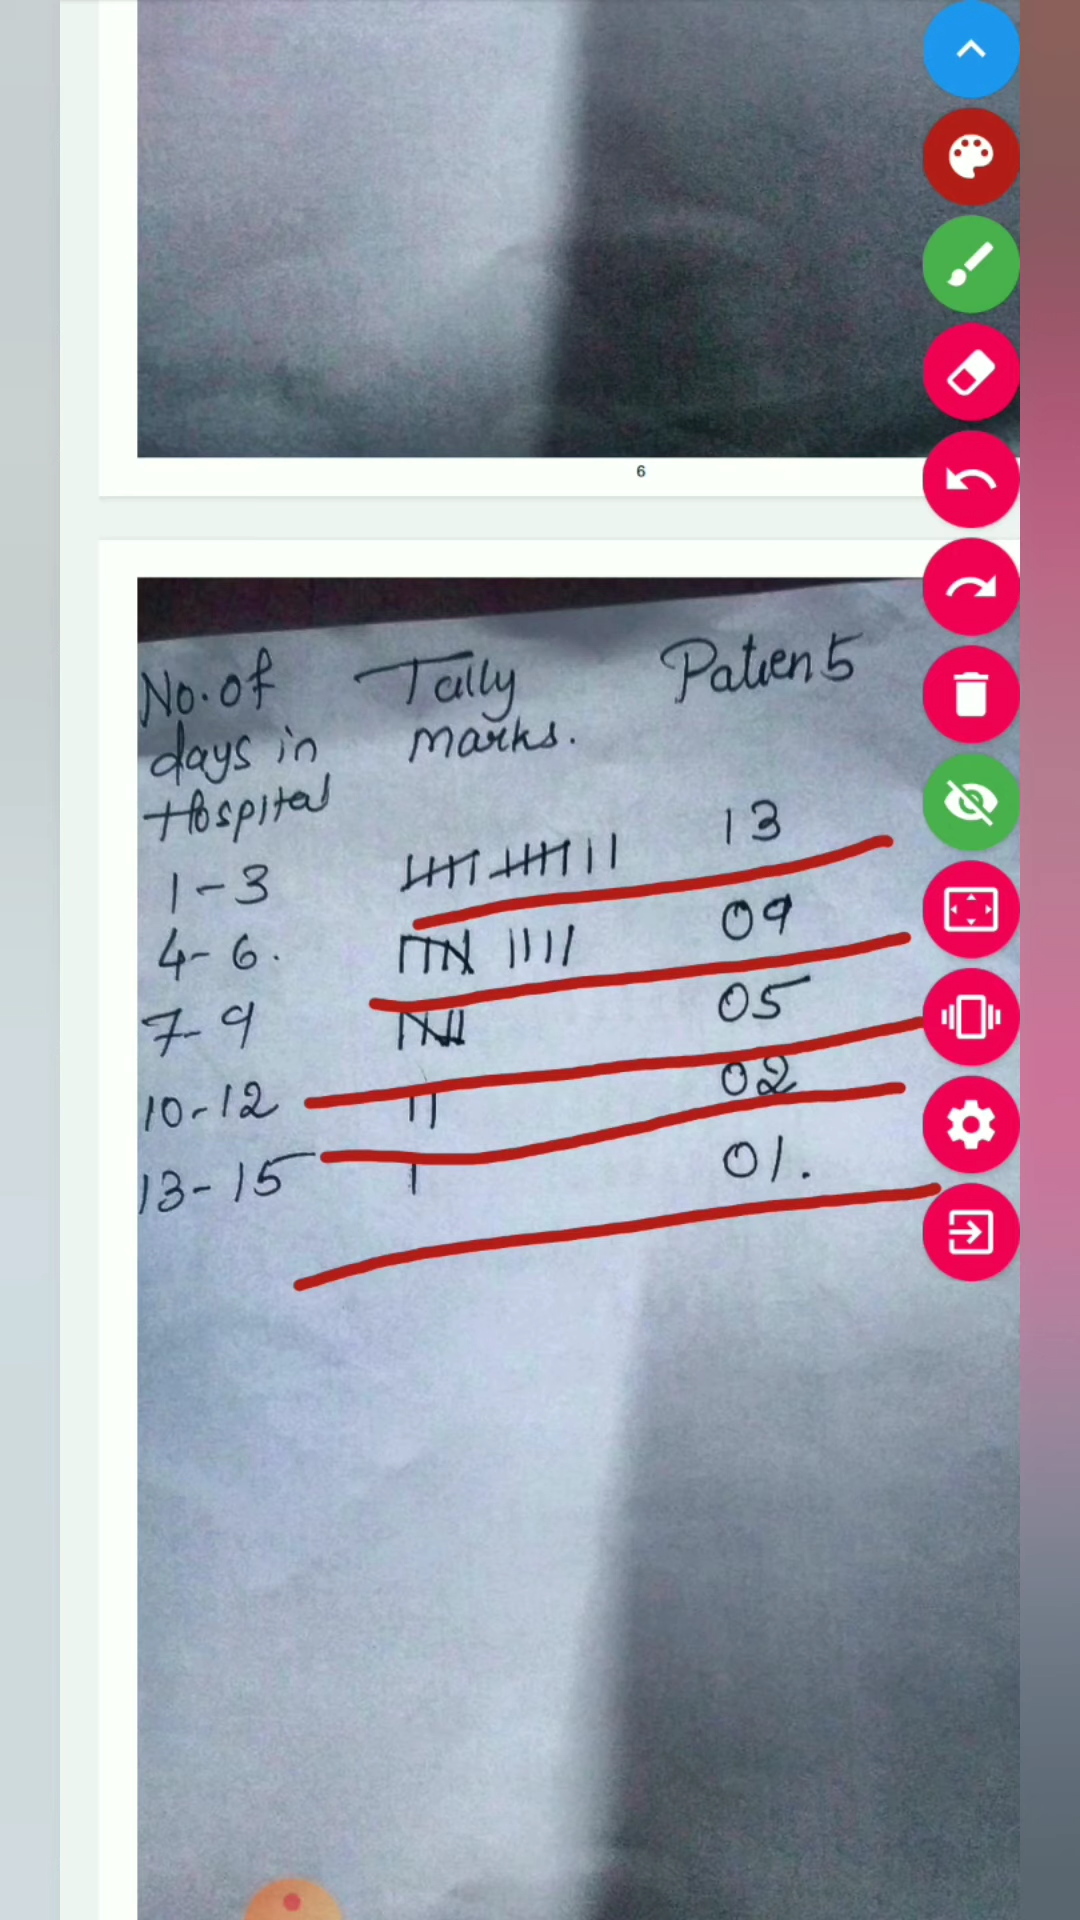 6
No. of Tally Patients
days in marks.
Hospital
1-3 𝍸 𝍸 || 13
4-6. 𝍸 |||| 09
7-9 𝍸 05
10-12 || 02
13-15 | 01.